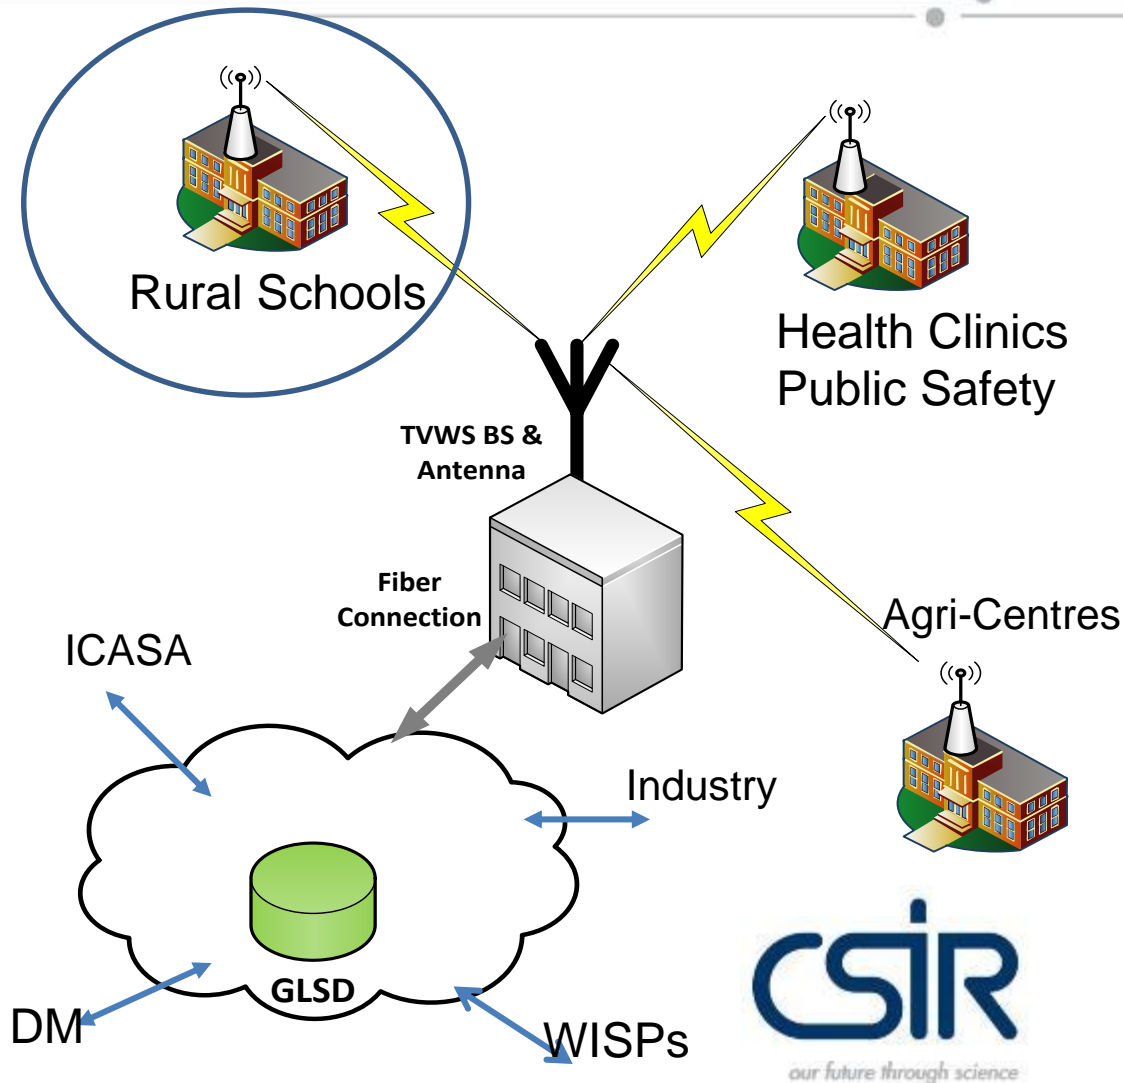 Rural Schools
Health Clinics
Public Safety
TVWS BS &
Antenna
Fiber
Connection
Agri-Centres
ICASA
Industry
GLSD
DM
WISPs
CSIR
our future through science